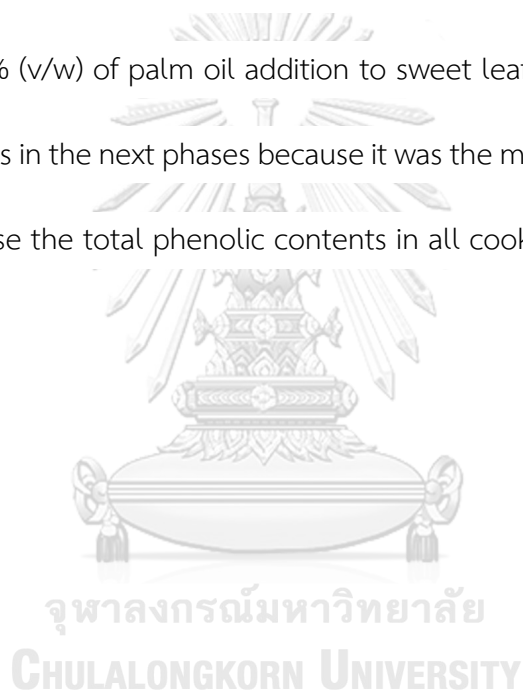 % (v/w) of palm oil addition to sweet leaf
s in the next phases because it was the m
se the total phenolic contents in all cook
จุฬาลงกรณ์มหาวิทยาลัย
CHULALONGKORN UNIVERSITY